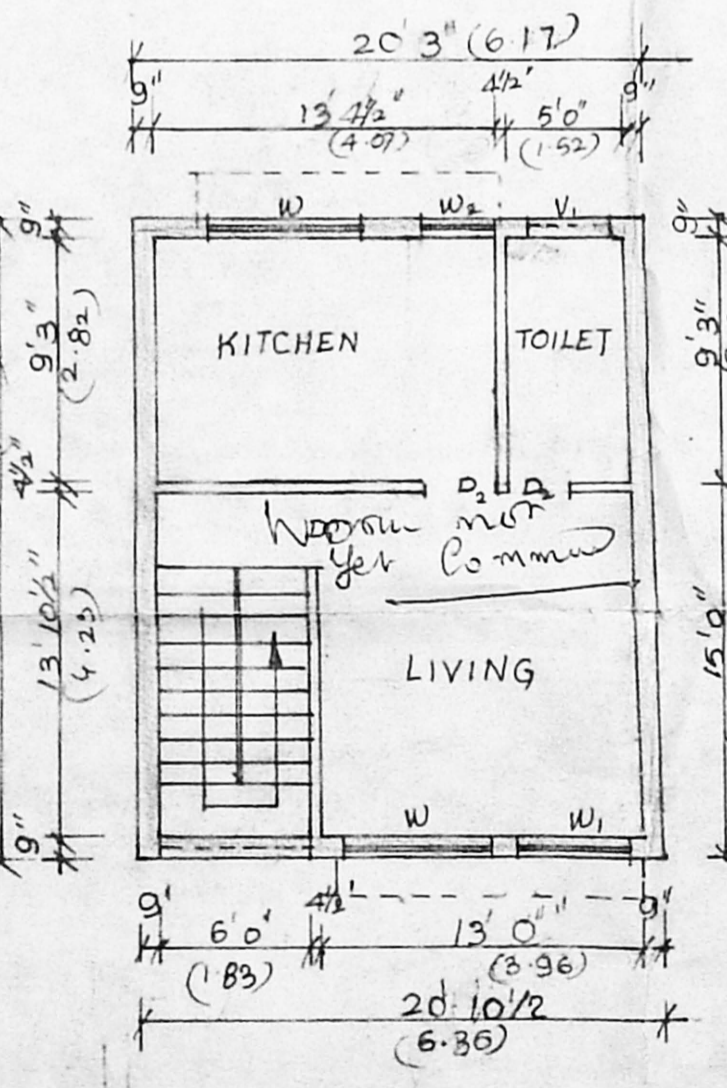 20' 3" (6.17)
9" 13' 4½" 4½' 5'0" 9"
(4.07) (1.52)
W W2 V1
9" 9"
9'3" (2.82) KITCHEN TOILET 9'3"
4½" D2 D2
not
Yet
13' 10½" (4.23) LIVING 15'0"
W W1
9" 
9' 6'0" 4½' 13' 0" 9"
(1.83) (3.96)
20'-10½
(6.36)